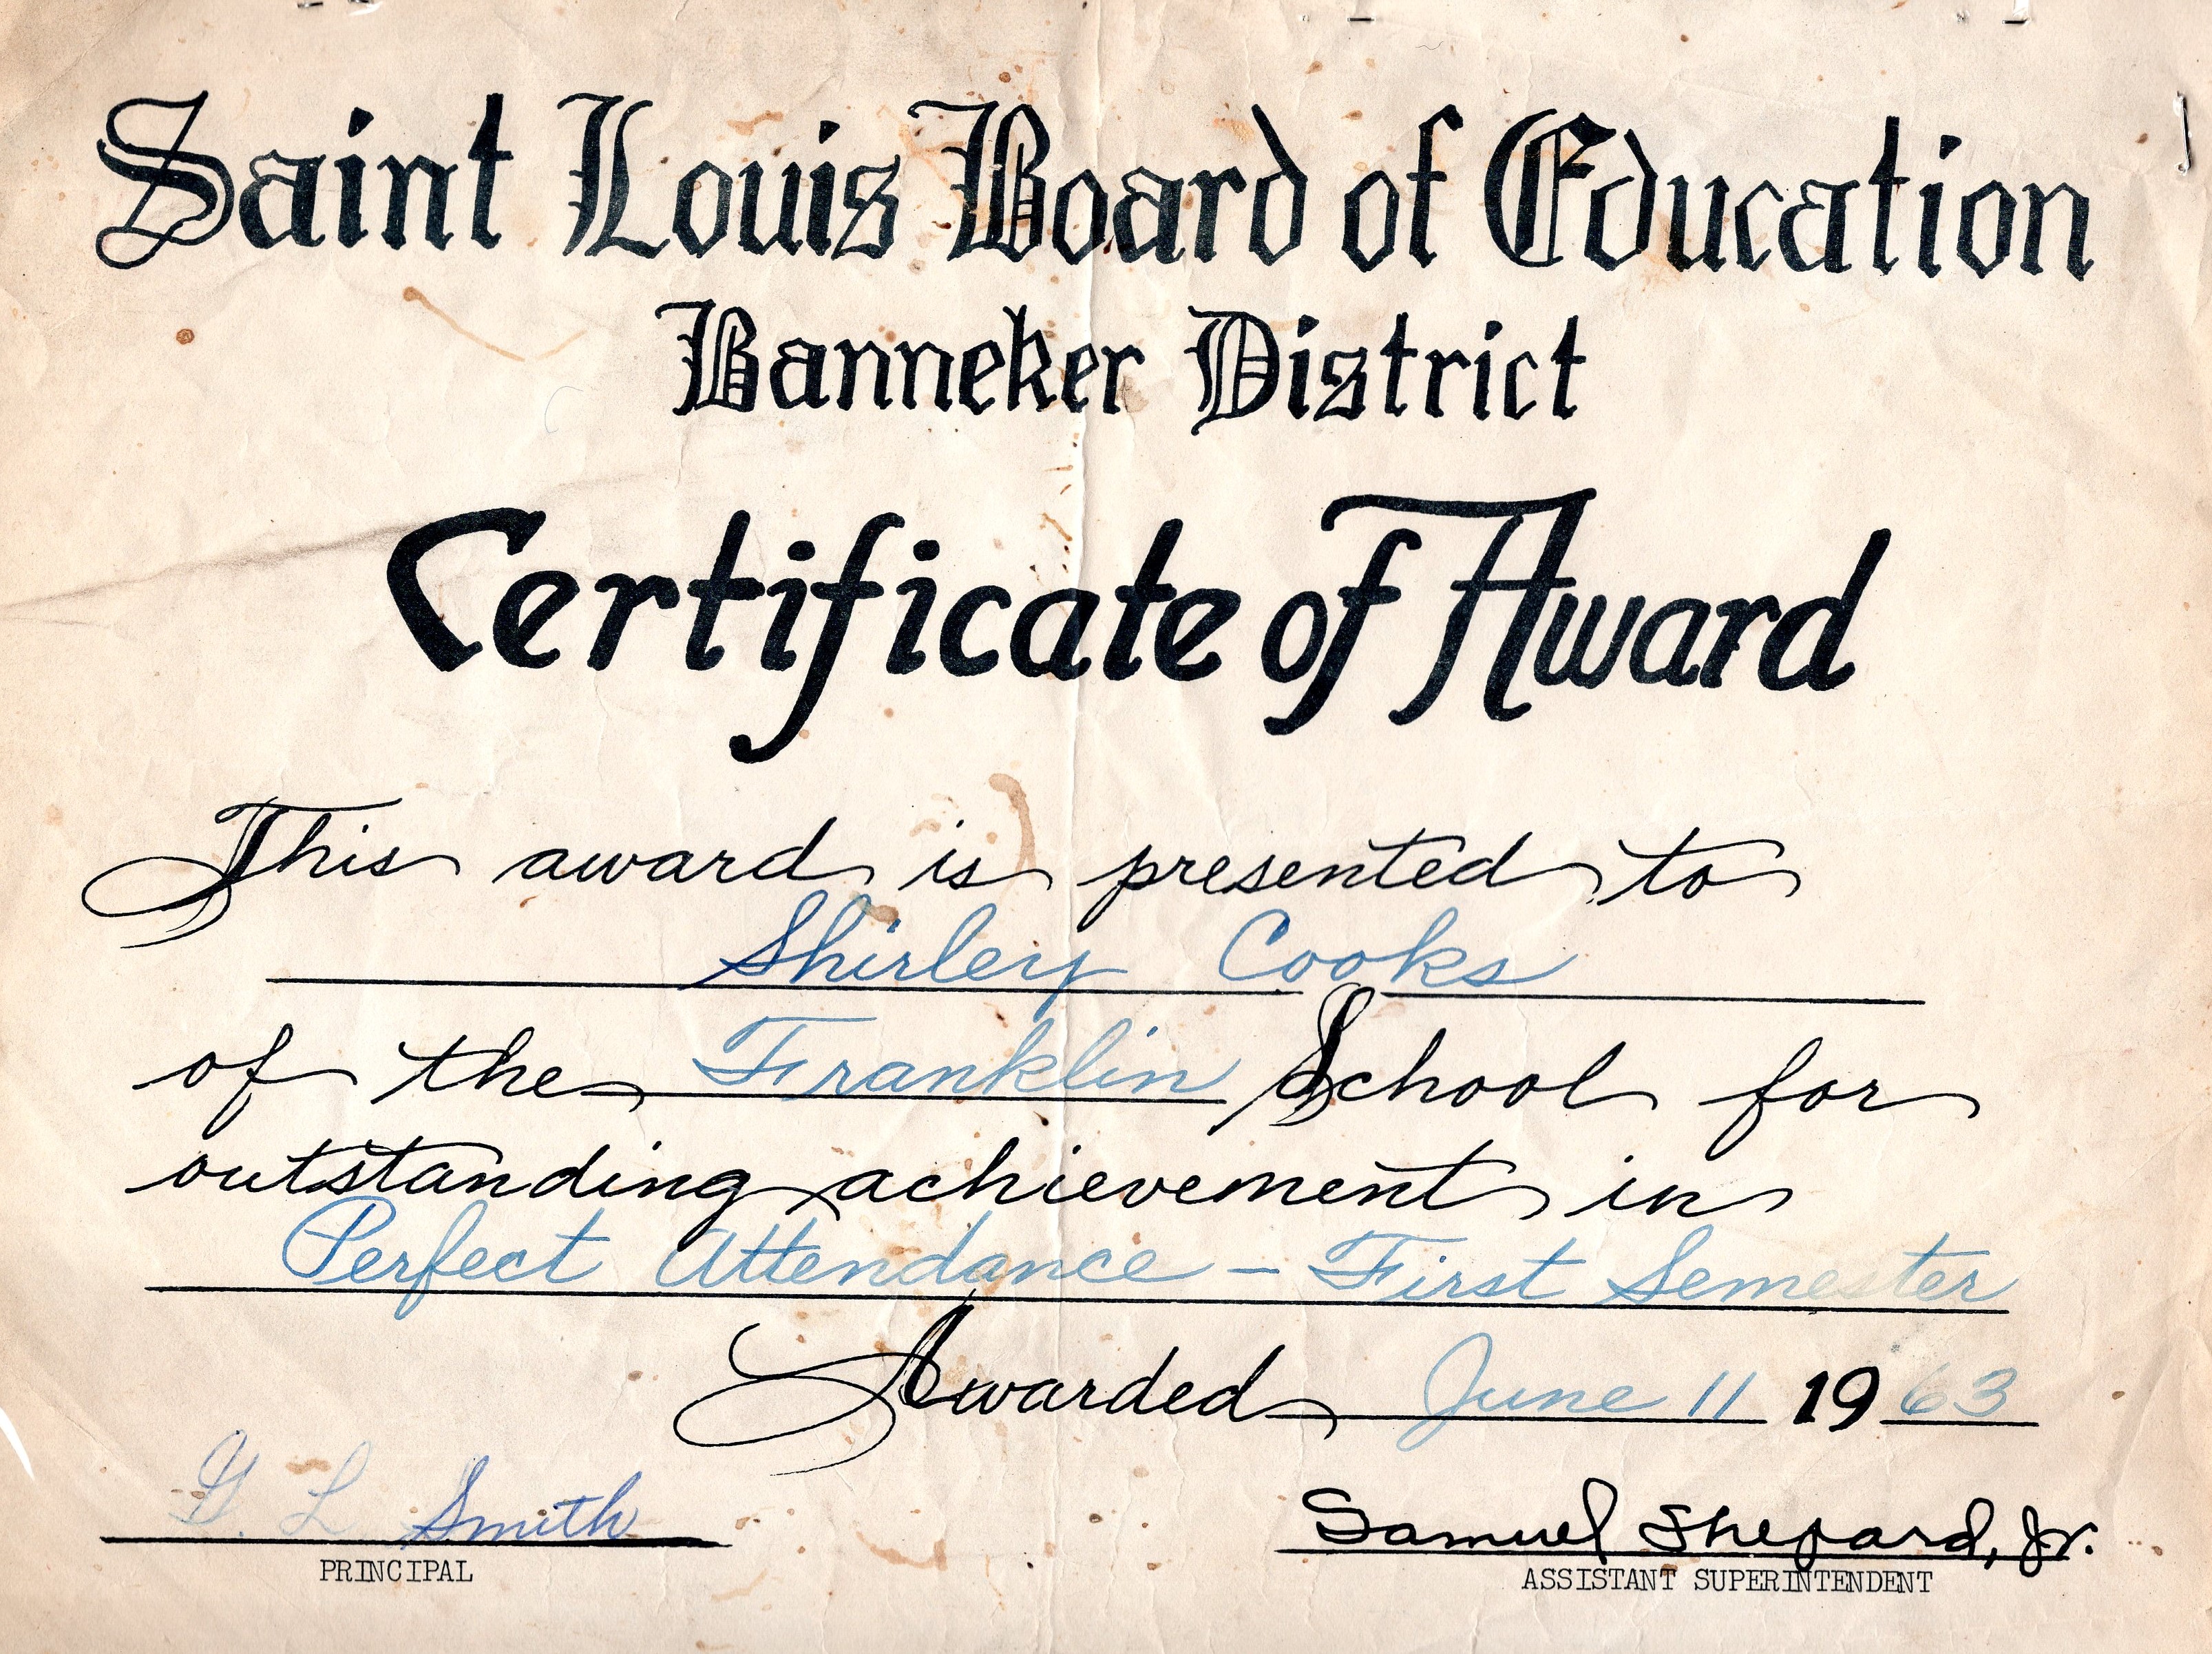 Saint Louis Board of Education
Banneker District
Certificate of Award
This award is presented to
Shirley Cooks
of the Franklin School for
outstanding achievement in
Perfect Attendance - First Semester
Awarded June 11 1963
G. L Smith
PRINCIPAL
Samuel Shepard, Jr.
ASSISTANT SUPERINTENDENT